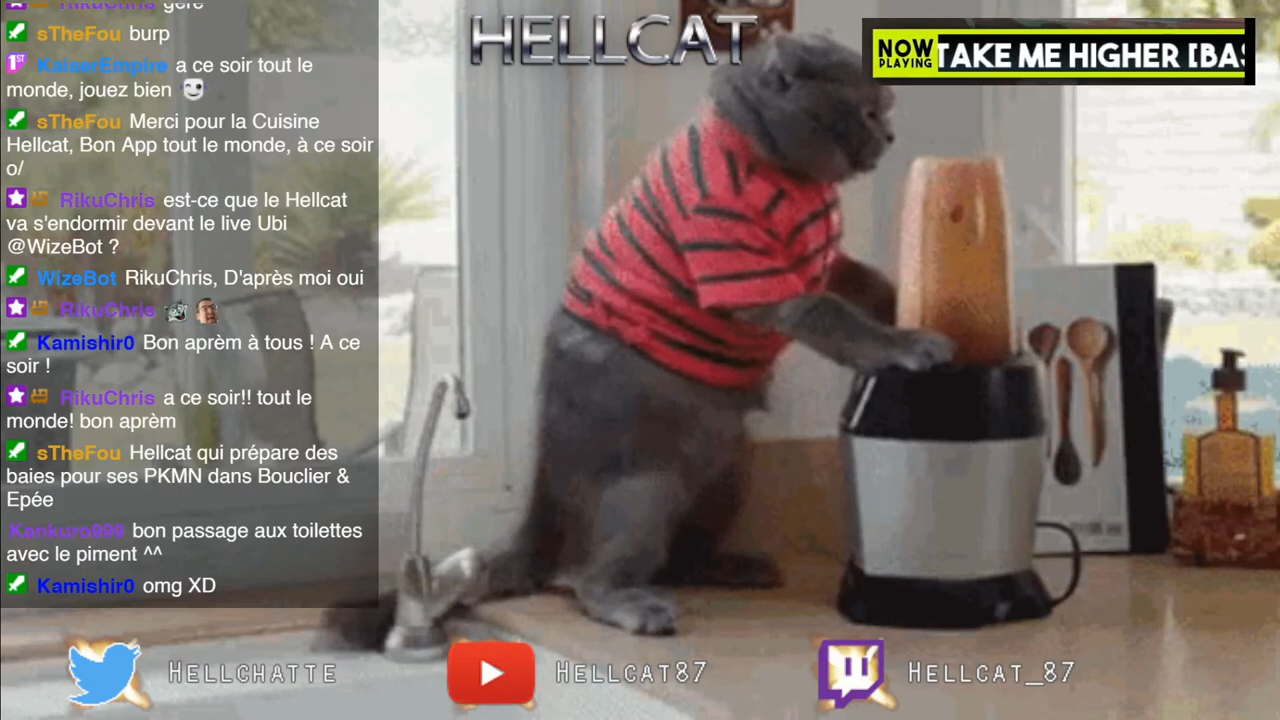 RikuChris gère
sTheFou burp
1ST KaiserEmpire a ce soir tout le
monde, jouez bien
sTheFou Merci pour la Cuisine
Hellcat, Bon App tout le monde, à ce soir
o/
RikuChris est-ce que le Hellcat
va s'endormir devant le live Ubi
@WizeBot ?
WizeBot RikuChris, D'après moi oui
RikuChris
Kamishir0 Bon aprèm à tous ! A ce
soir !
RikuChris a ce soir!! tout le
monde! bon aprèm
sTheFou Hellcat qui prépare des
baies pour ses PKMN dans Bouclier &
Epée
Kankuro999 bon passage aux toilettes
avec le piment ^^
Kamishir0 omg XD
HELLCAT
NOW
PLAYING
TAKE ME HIGHER [BAS
HELLCHATTE
HELLCAT87
HELLCAT_87